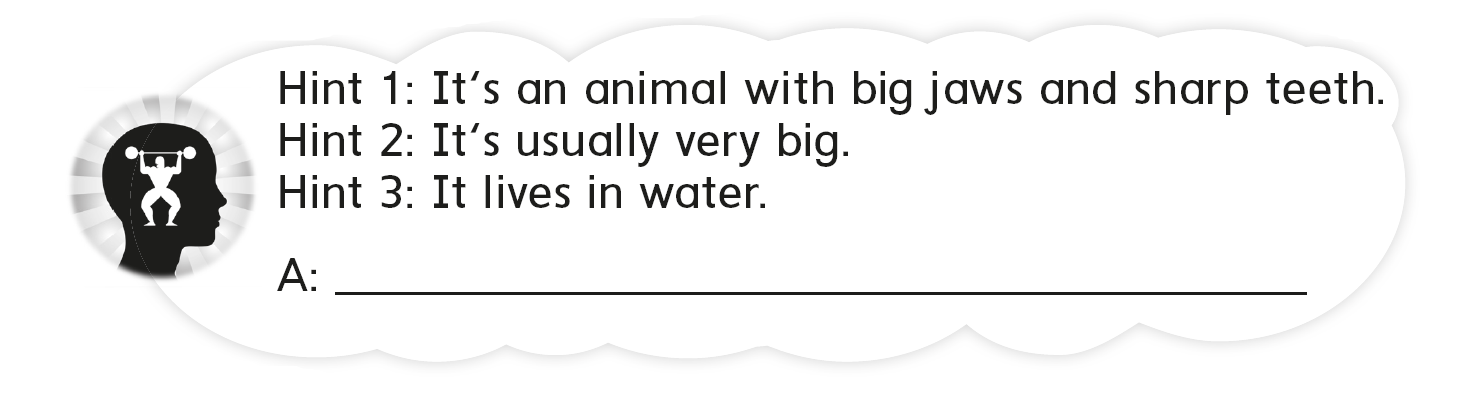 Hint 1: It‘s an animal with big jaws and sharp teeth.
Hint 2: It‘s usually very big.
Hint 3: It lives in water.
A: